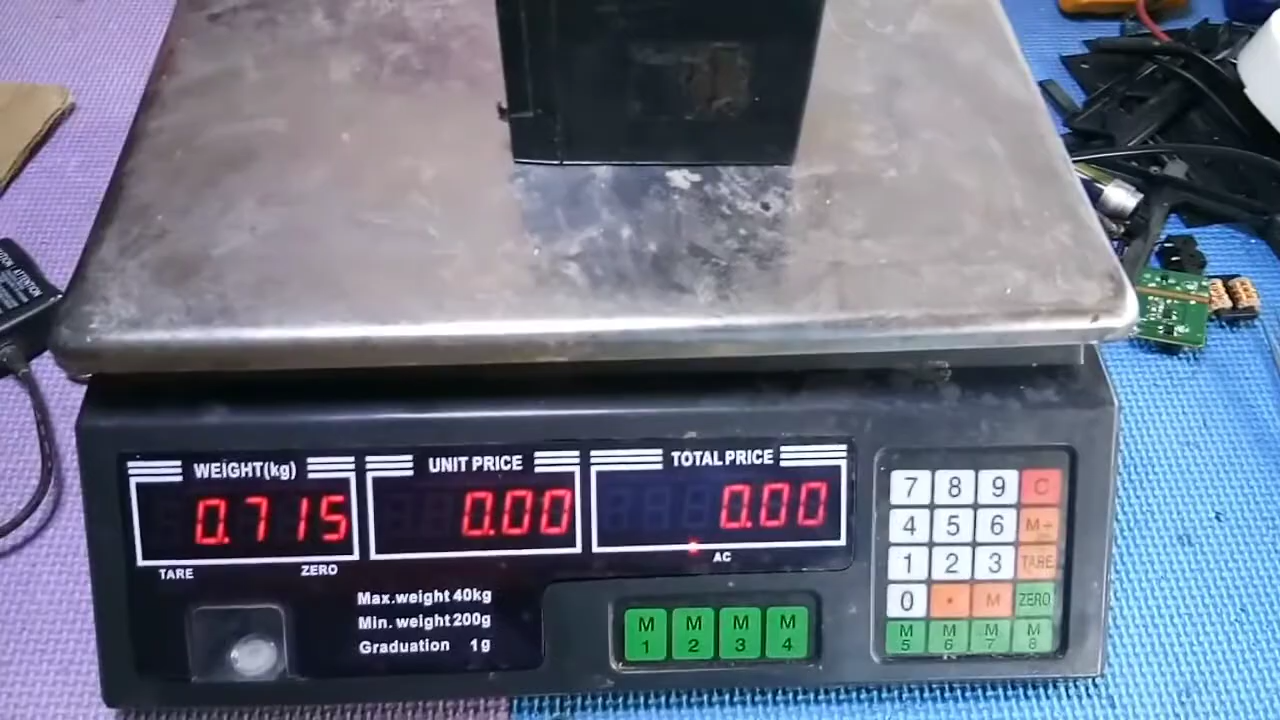 WEIGHT(kg)
UNIT PRICE
TOTAL PRICE
0.715
0.00
0.00
TARE
ZERO
AC
Max.weight 40kg
Min. weight 200g
Graduation 1g
M 1
M 2
M 3
M 4
7 8 9 C
4 5 6 M+
1 2 3 TARE
0 . M ZERO
M 5
M 6
M 7
M 8
ATTENTION